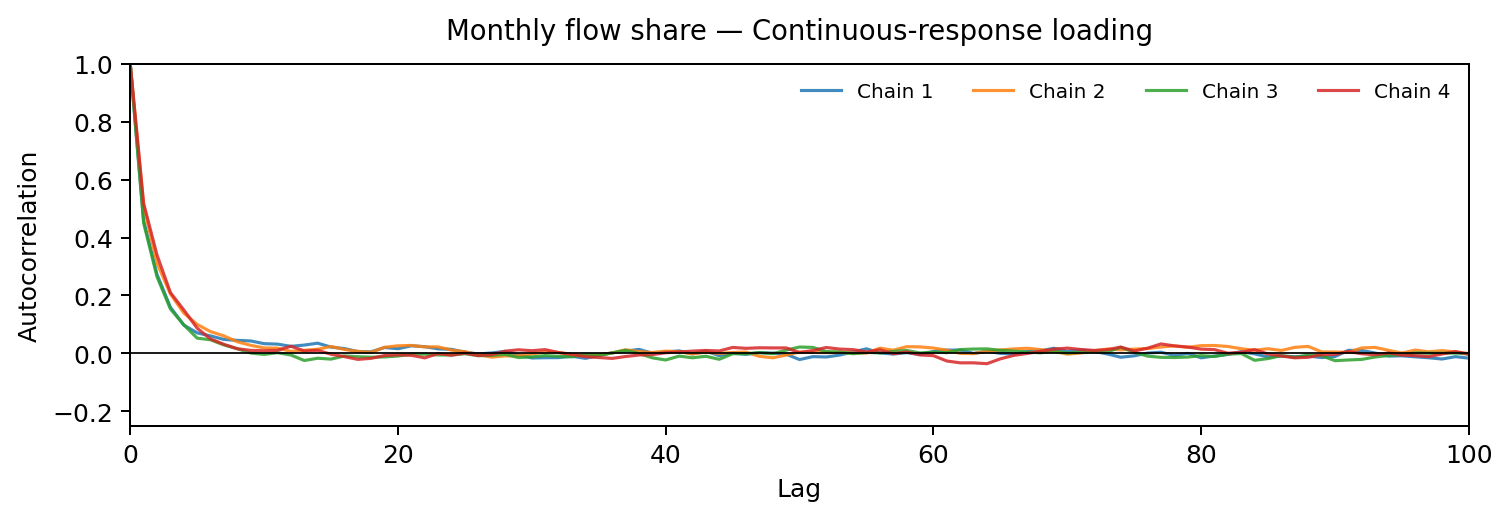 Monthly flow share — Continuous-response loading
Chain 1 Chain 2 Chain 3 Chain 4
Autocorrelation
1.0
0.8
0.6
0.4
0.2
0.0
−0.2
0 20 40 60 80 100
Lag